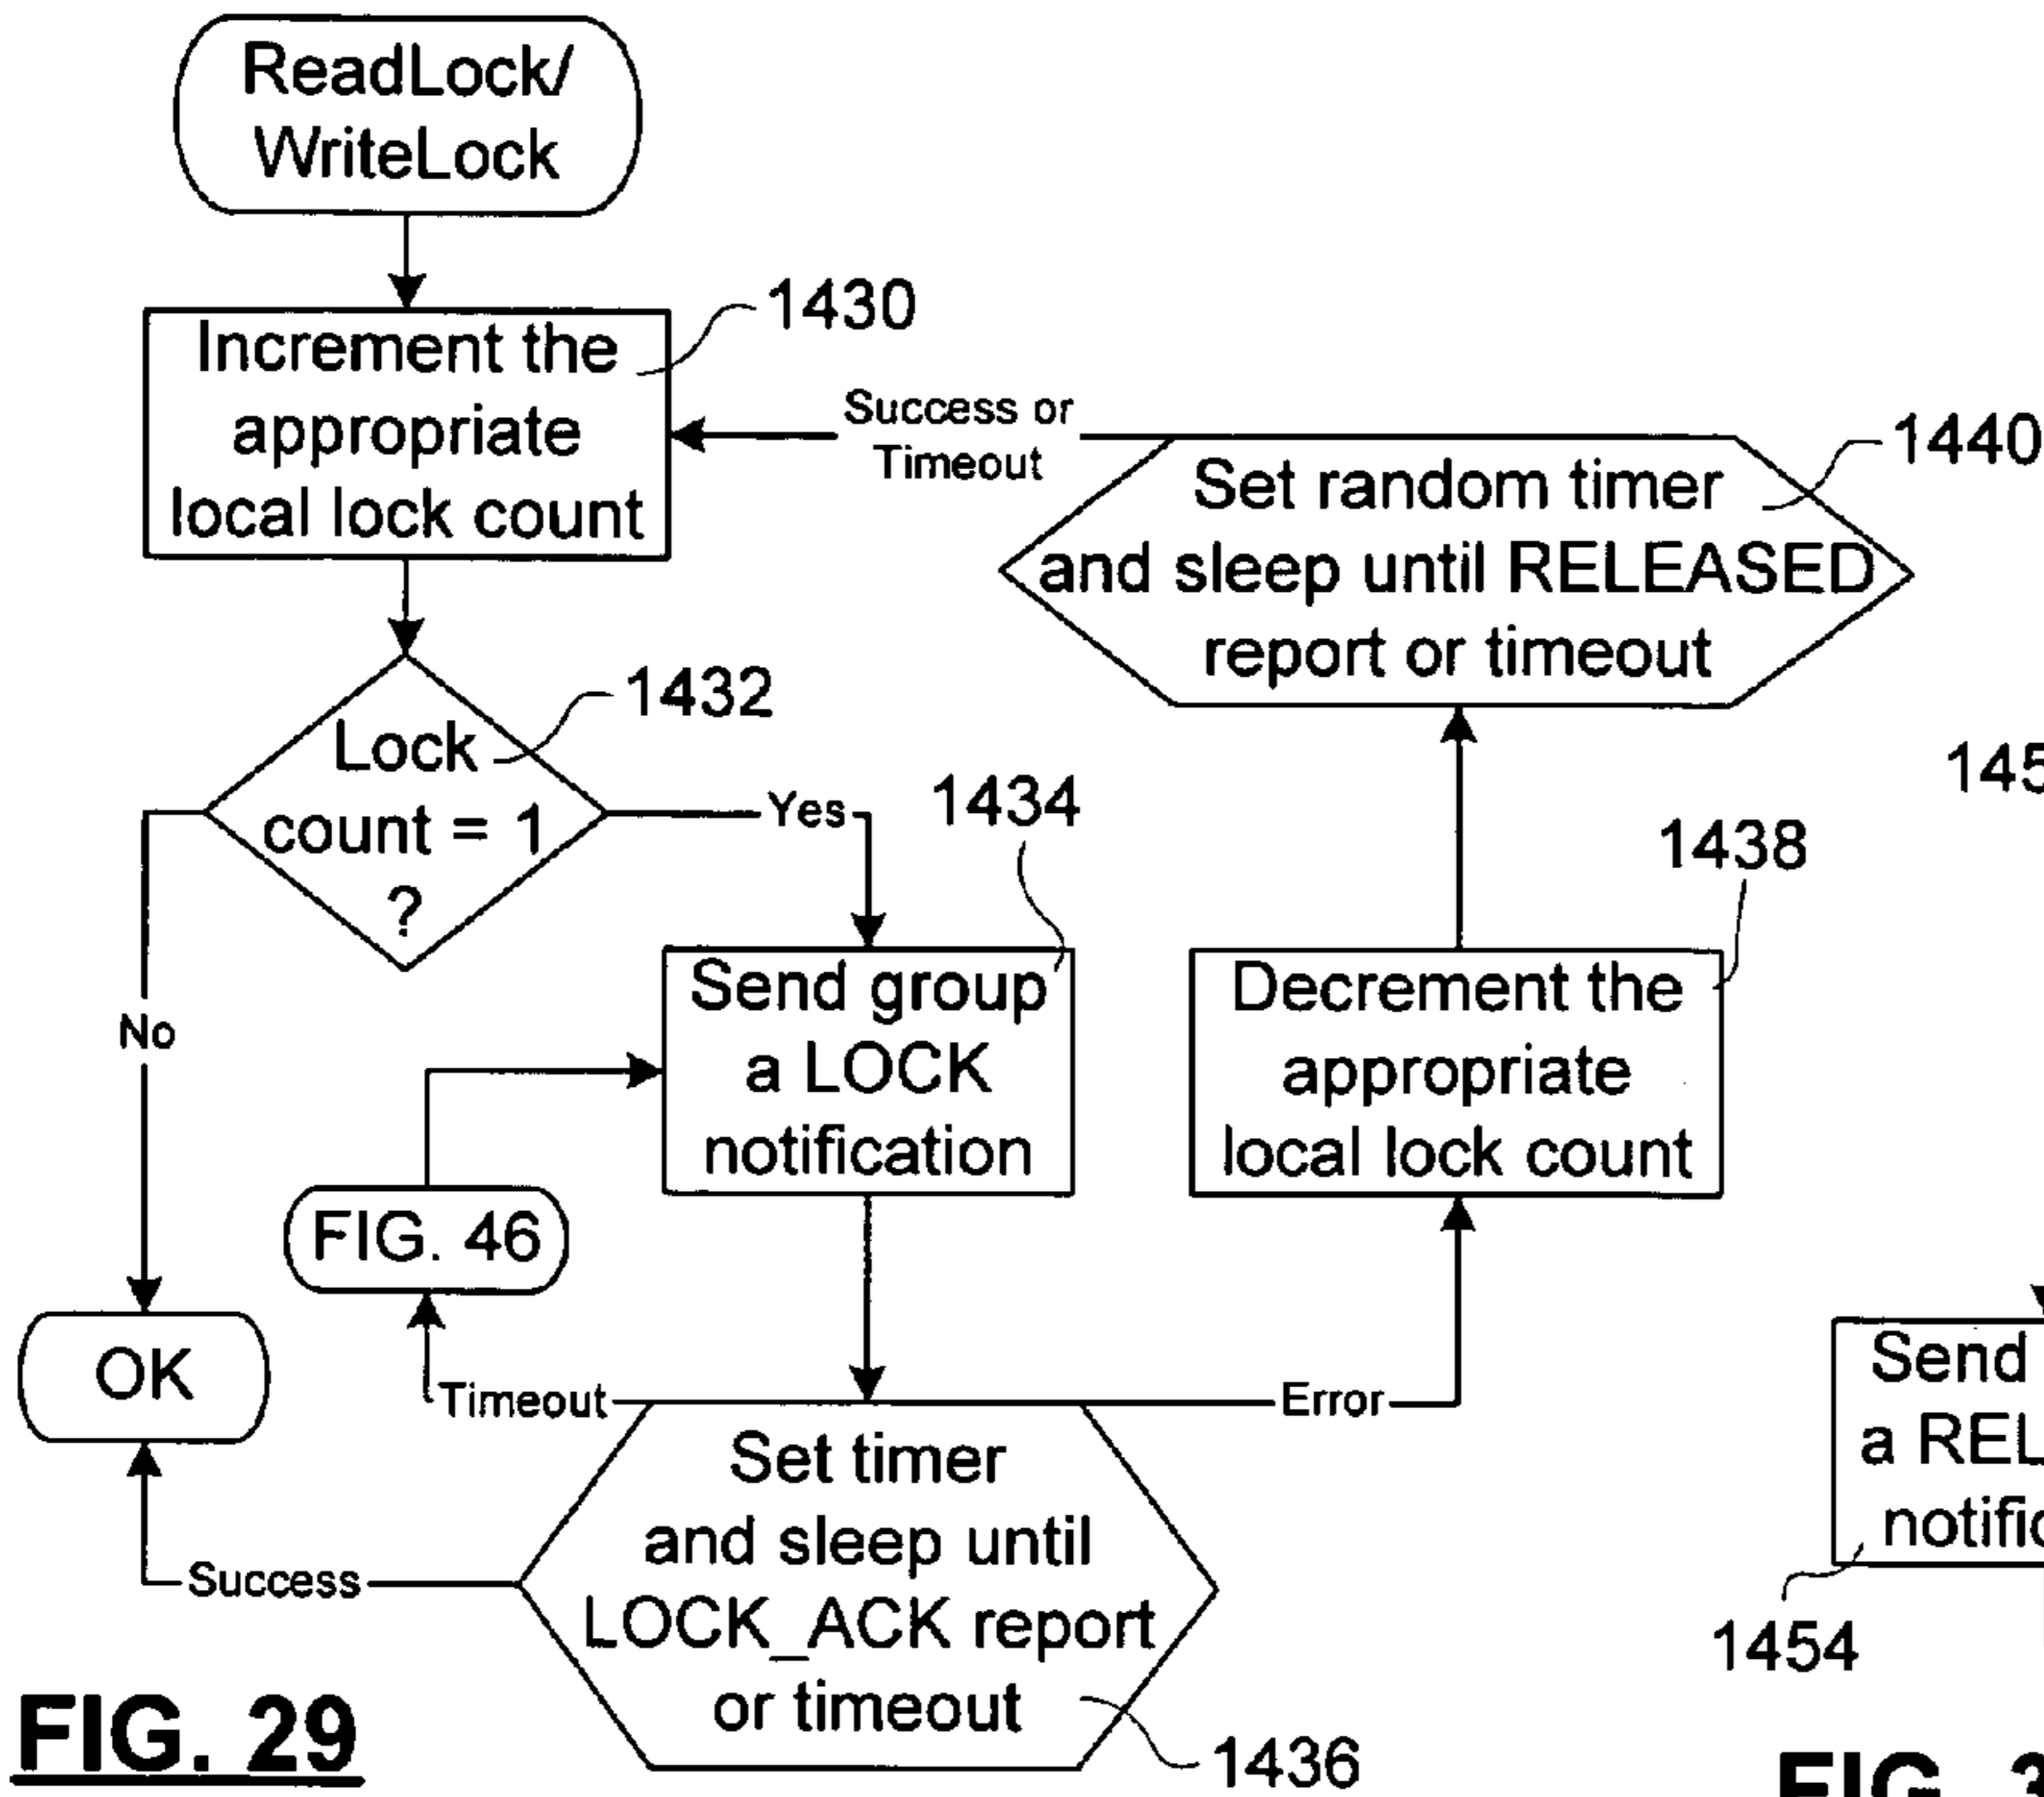 ReadLock/
WriteLock
1430
Increment the
appropriate
local lock count
Success or
Timeout
1440
Set random timer
and sleep until RELEASED
report or timeout
1432
Lock
count = 1
?
Yes
No
1434
Send group
a LOCK
notification
1438
Decrement the
appropriate
local lock count
FIG. 46
OK
Timeout
Error
Success
Set timer
and sleep until
LOCK_ACK report
or timeout
1436
FIG. 29
145
Send
a REL
notific
1454
FIG. 3